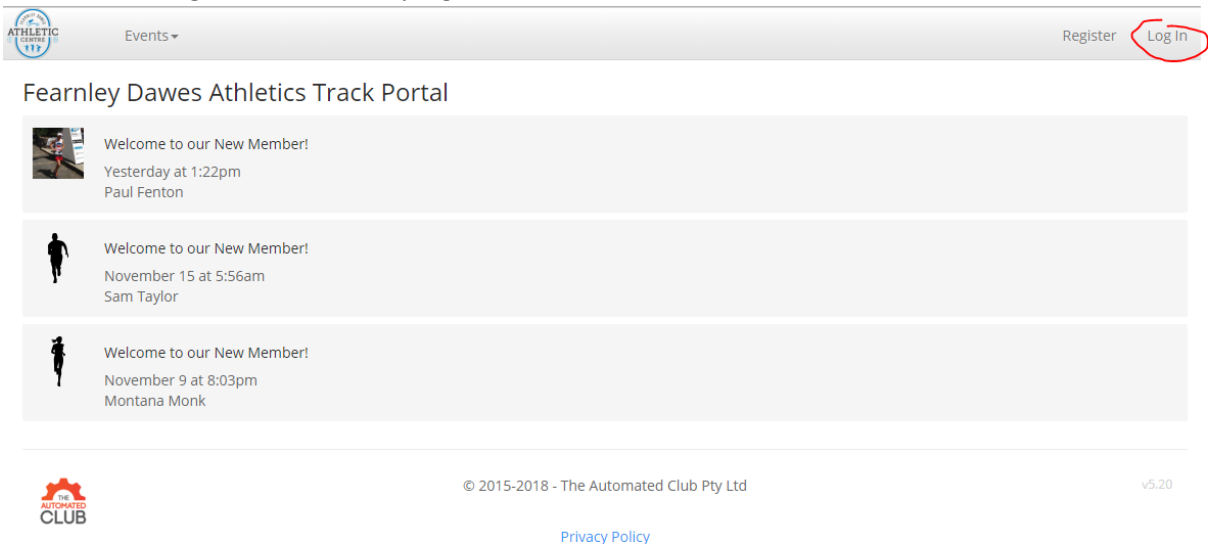 ATHLETIC
CENTRE
Events
Register
Log In
Fearnley Dawes Athletics Track Portal
Welcome to our New Member!
Yesterday at 1:22pm
Paul Fenton
Welcome to our New Member!
November 15 at 5:56am
Sam Taylor
Welcome to our New Member!
November 9 at 8:03pm
Montana Monk
THE
AUTOMATED
CLUB
© 2015-2018 - The Automated Club Pty Ltd
v5.20
Privacy Policy